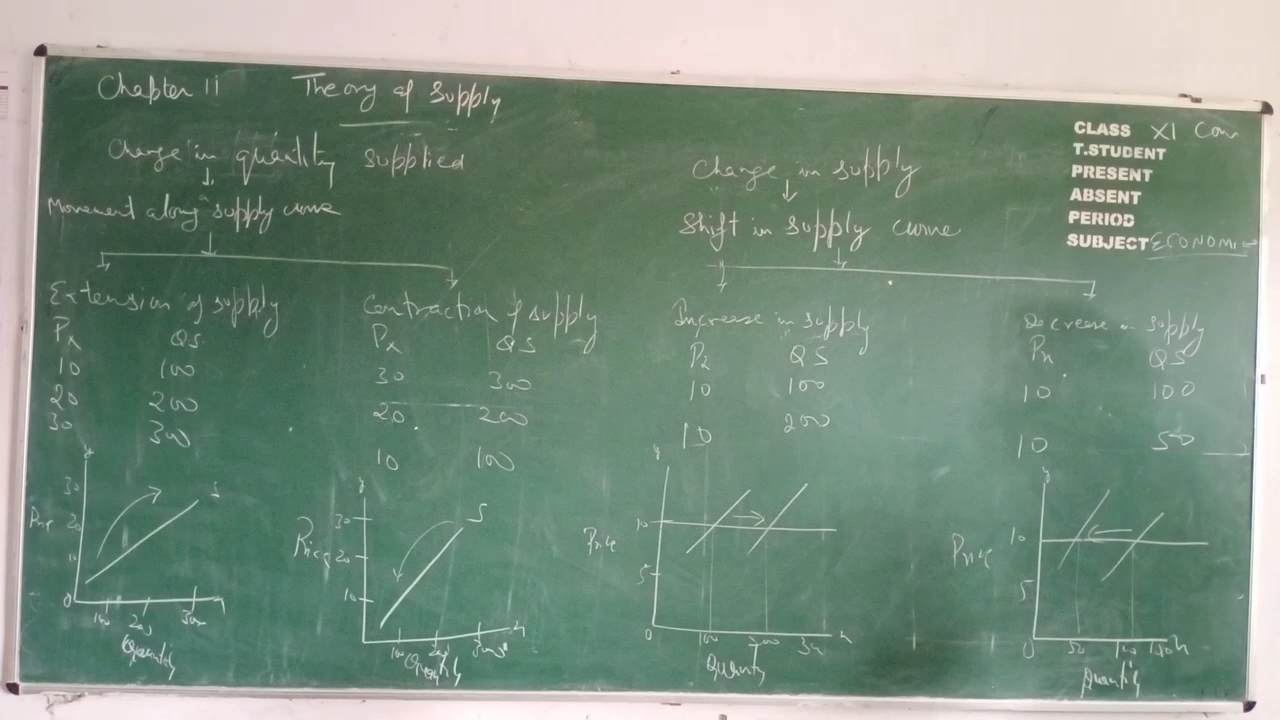 Chapter 11 Theory of Supply
Change in quantity supplied
Movement along supply curve
Extension of supply
Px QS
10 100
20 200
30 300
Contraction of supply
Px QS
30 300
20 200
10 100
Change in supply
Shift in supply curve
Increase in supply
Px QS
10 100
10 200
Decrease in supply
Px QS
10 100
10 50
CLASS XI Com
T.STUDENT
PRESENT
ABSENT
PERIOD
SUBJECT ECONOMIC
y
30
Price 20
10
0 100 200 300 x
Quantity
S
y
30
Price 20
10
100 200 300 x
Quantity
S
y
10
Price
5
0 100 200 300 x
Quantity
y
10
Price
5
0 50 100 150 x
Quantity